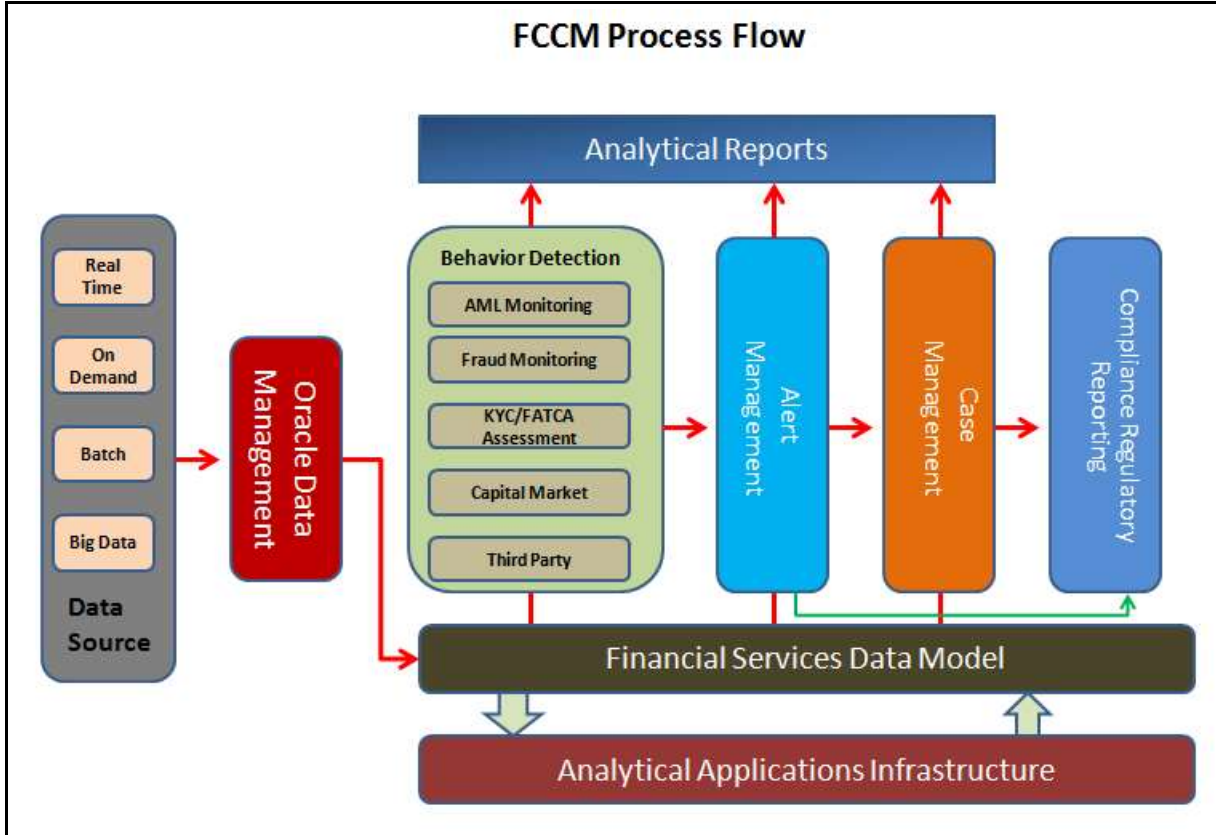 FCCM Process Flow
Analytical Reports
Real
Time
On
Demand
Batch
Big Data
Data
Source
Oracle Data
Management
Behavior Detection
AML Monitoring
Fraud Monitoring
KYC/FATCA
Assessment
Capital Market
Third Party
Alert
Management
Case
Management
Compliance Regulatory
Reporting
Financial Services Data Model
Analytical Applications Infrastructure